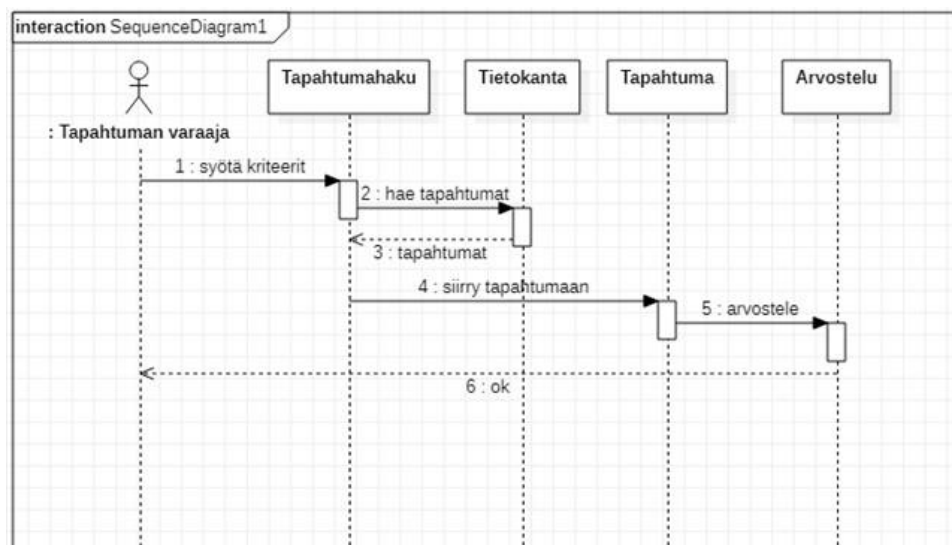 interaction SequenceDiagram1
Tapahtumahaku
Tietokanta
Tapahtuma
Arvostelu
: Tapahtuman varaaja
1 : syötä kriteerit
2 : hae tapahtumat
3 : tapahtumat
4 : siirry tapahtumaan
5 : arvostele
6 : ok